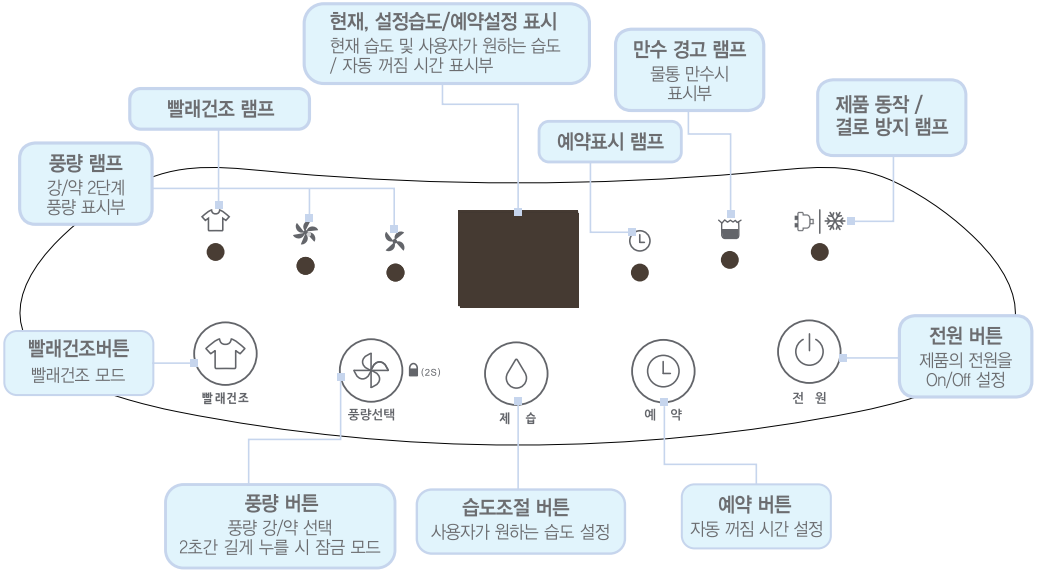 현재, 설정습도/예약설정 표시
현재 습도 및 사용자가 원하는 습도
/ 자동 꺼짐 시간 표시부
만수 경고 램프
물통 만수시
표시부
빨래건조 램프
제품 동작 /
결로 방지 램프
예약표시 램프
풍량 램프
강/약 2단계
풍량 표시부
빨래건조버튼
빨래건조 모드
전원 버튼
제품의 전원을
On/Off 설정
(2S)
빨래건조
풍량선택
제 습
예 약
전 원
풍량 버튼
풍량 강/약 선택
2초간 길게 누를 시 잠금 모드
습도조절 버튼
사용자가 원하는 습도 설정
예약 버튼
자동 꺼짐 시간 설정